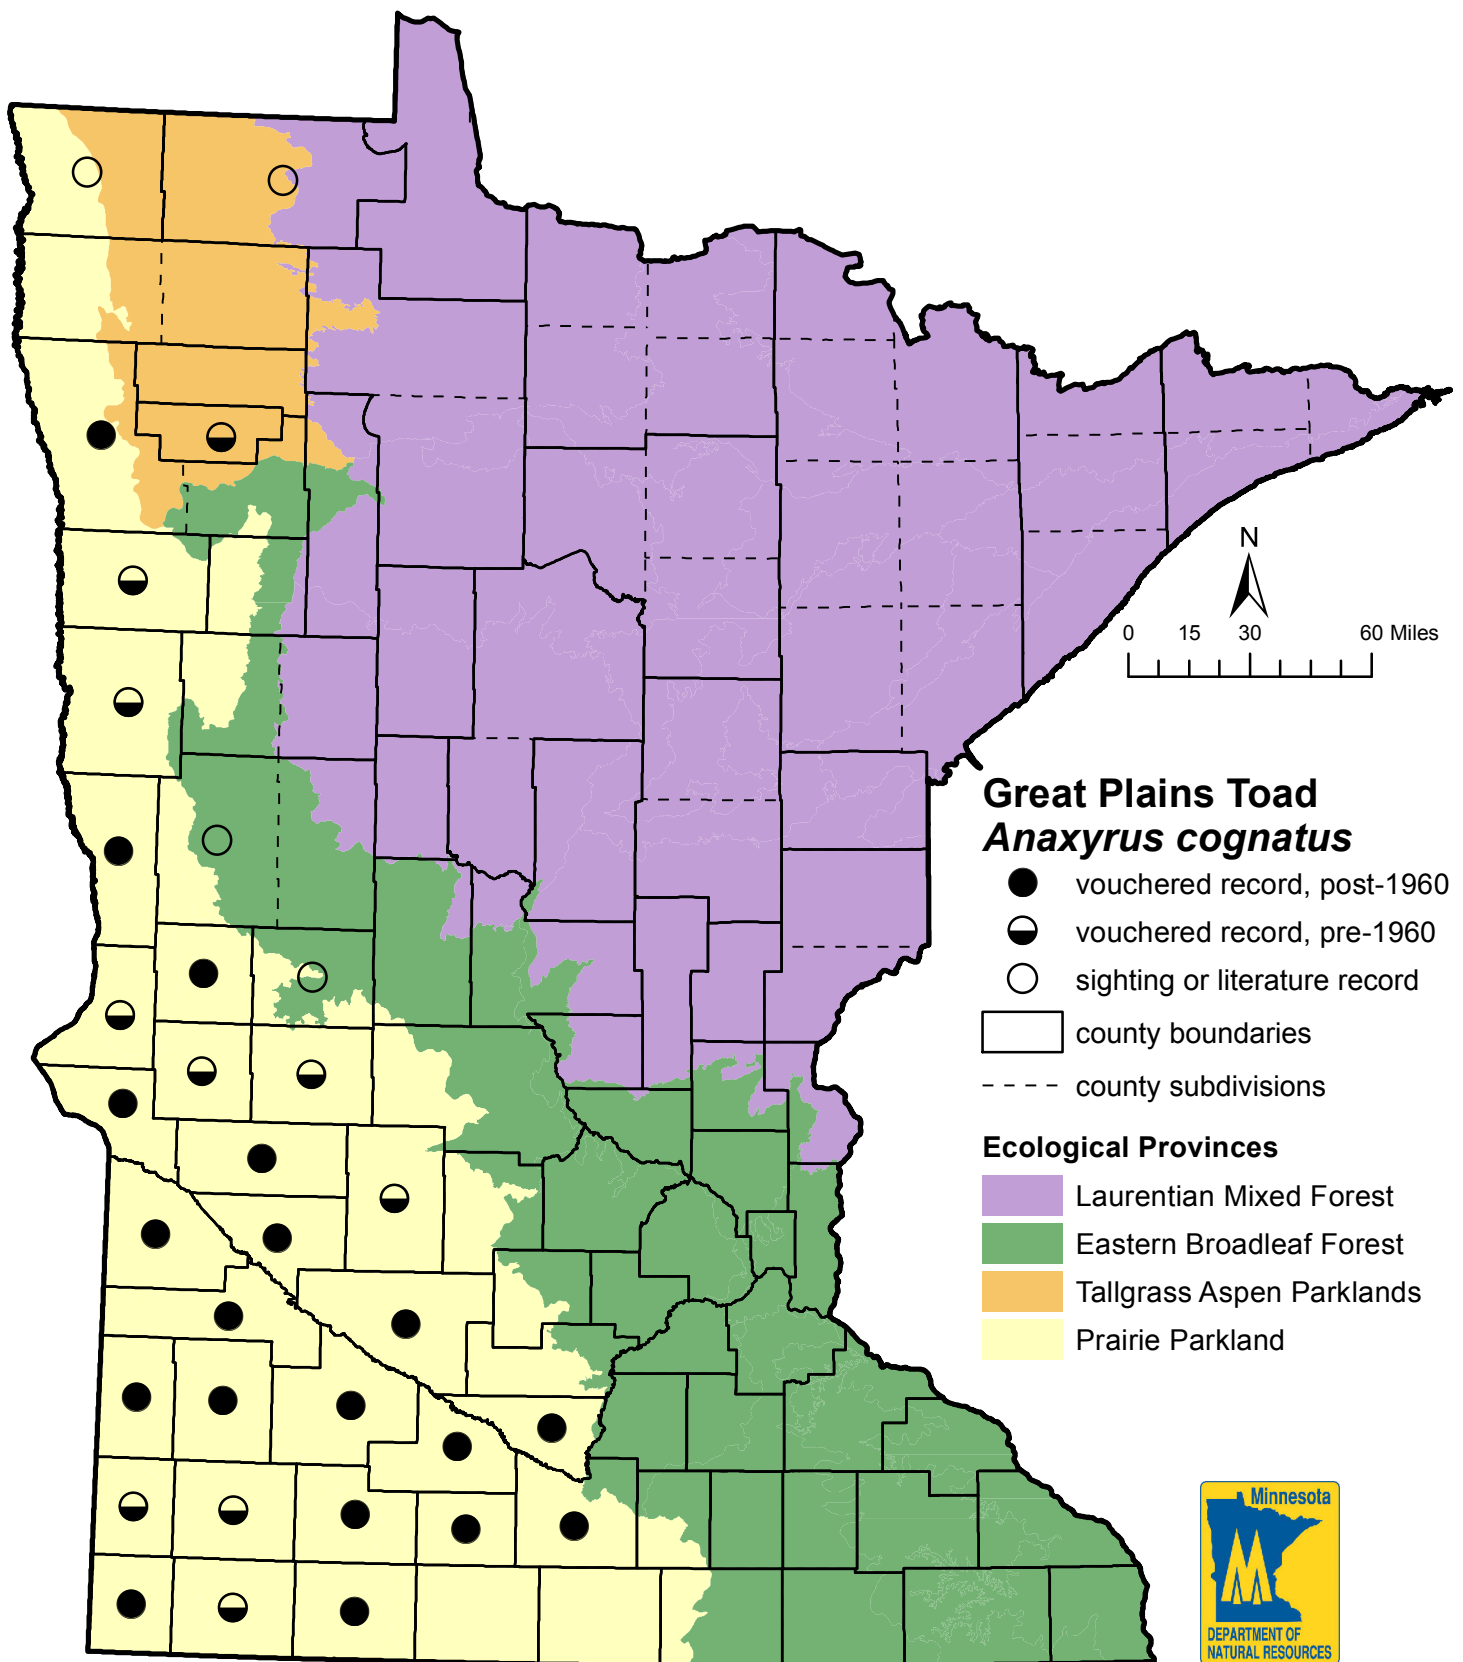 N
0 15 30 60 Miles
Great Plains Toad
Anaxyrus cognatus
vouchered record, post-1960
vouchered record, pre-1960
sighting or literature record
county boundaries
county subdivisions
Ecological Provinces
Laurentian Mixed Forest
Eastern Broadleaf Forest
Tallgrass Aspen Parklands
Prairie Parkland
Minnesota
DEPARTMENT OF
NATURAL RESOURCES